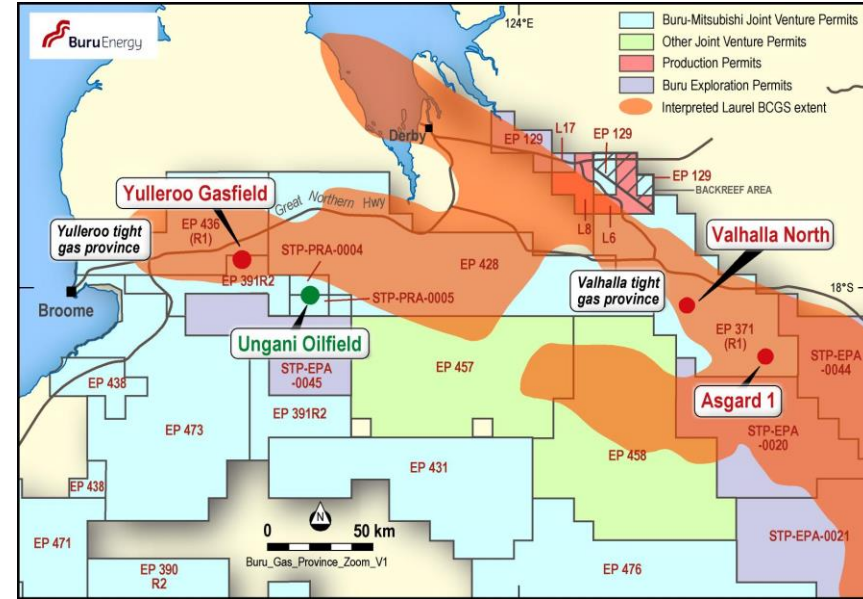 BuruEnergy
124°E
Buru-Mitsubishi Joint Venture Permits
Other Joint Venture Permits
Production Permits
Buru Exploration Permits
Interpreted Laurel BCGS extent
Derby
EP 129
L17
EP 129
EP 129
BACKREEF AREA
Yulleroo Gasfield
Great Northern Hwy
EP 436
(R1)
Yulleroo tight
gas province
STP-PRA-0004
EP 428
L8
L6
Valhalla North
Valhalla tight
gas province
EP 391R2
STP-PRA-0005
18°S
Broome
EP 371
(R1)
Ungani Oilfield
STP-EPA
-0044
STP-EPA
-0045
EP 457
EP 438
Asgard 1
EP 391R2
EP 473
STP-EPA
-0020
EP 458
EP 431
EP 438
N
0
50 km
Buru_Gas_Province_Zoom_V1
STP-EPA-0021
EP 471
EP 390
R2
EP 476